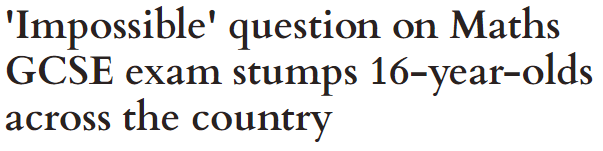 'Impossible' question on Maths
GCSE exam stumps 16-year-olds
across the country